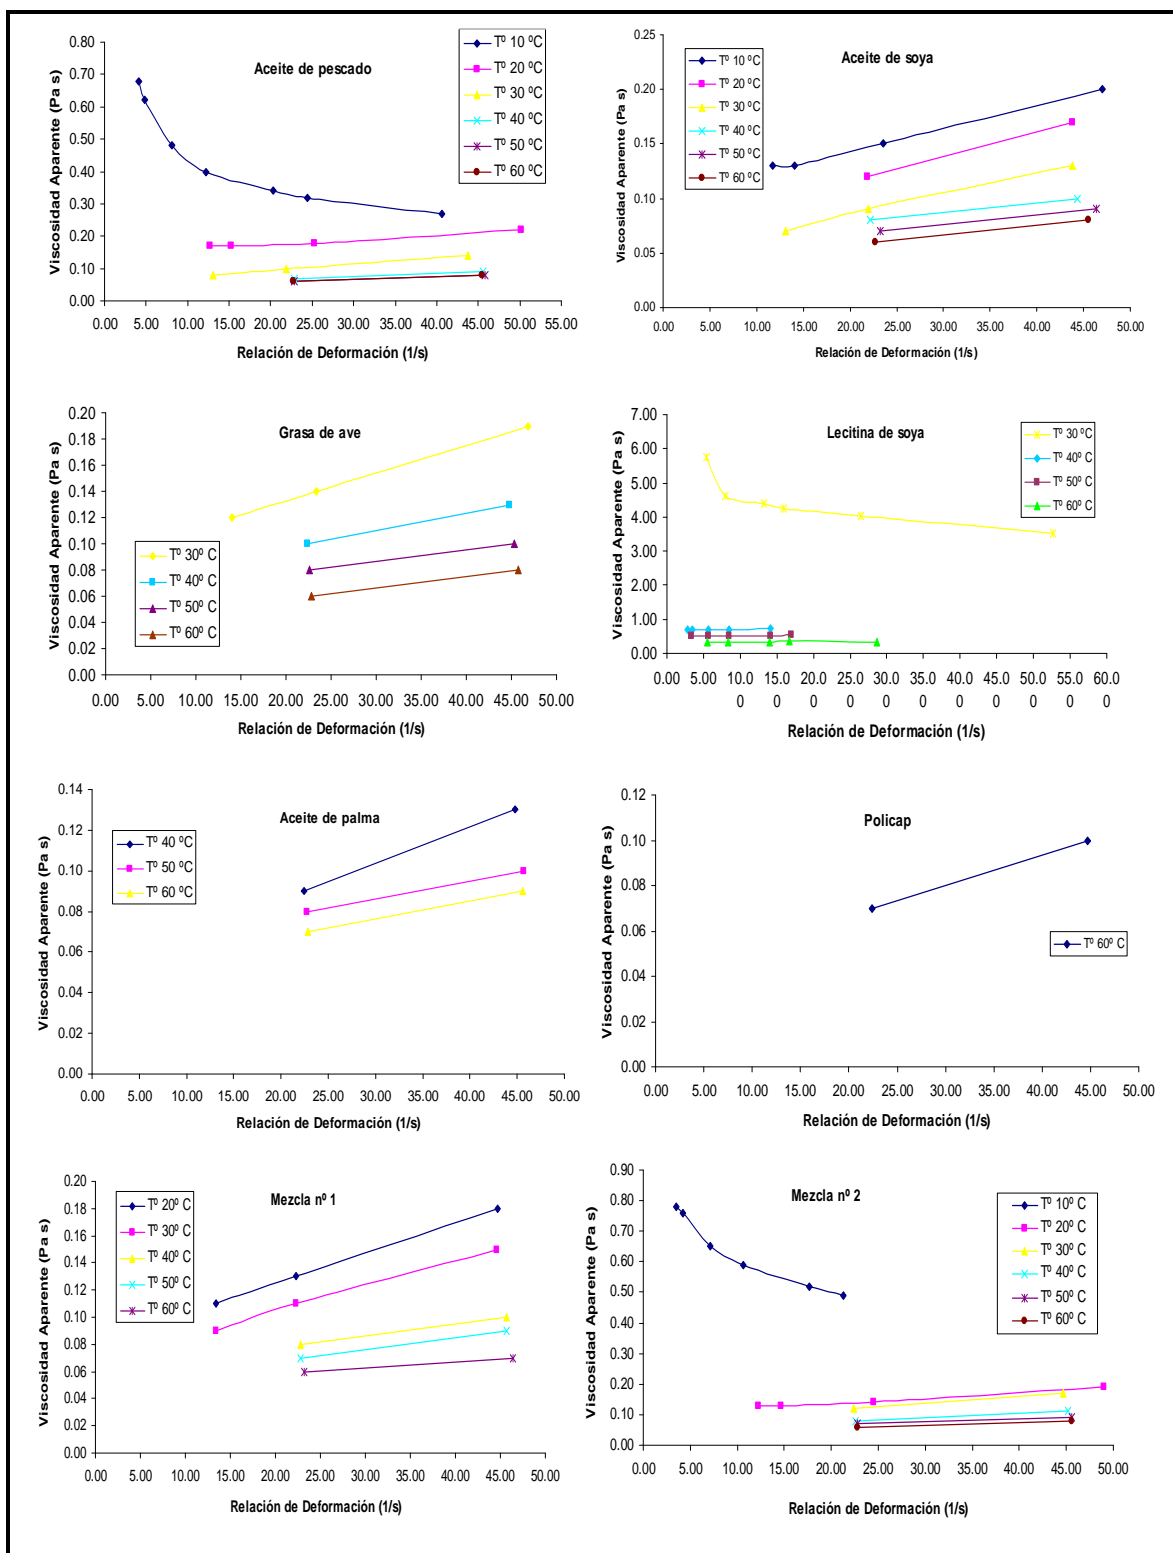 Aceite de pescado
Viscosidad Aparente (Pa s)
0.80
0.70
0.60
0.50
0.40
0.30
0.20
0.10
0.00
0.00 5.00 10.00 15.00 20.00 25.00 30.00 35.00 40.00 45.00 50.00 55.00
Relación de Deformación (1/s)
Tº 10 ºC
Tº 20 ºC
Tº 30 ºC
Tº 40 ºC
Tº 50 ºC
Tº 60 ºC
Aceite de soya
Viscosidad Aparente (Pa s)
0.25
0.20
0.15
0.10
0.05
0.00
0.00 5.00 10.00 15.00 20.00 25.00 30.00 35.00 40.00 45.00 50.00
Relación de Deformación (1/s)
Tº 10 ºC
Tº 20 ºC
Tº 30 ºC
Tº 40 ºC
Tº 50 ºC
Tº 60 ºC
Grasa de ave
Viscosidad Aparente (Pa s)
0.20
0.18
0.16
0.14
0.12
0.10
0.08
0.06
0.04
0.02
0.00
0.00 5.00 10.00 15.00 20.00 25.00 30.00 35.00 40.00 45.00 50.00
Relación de Deformación (1/s)
Tº 30º C
Tº 40º C
Tº 50º C
Tº 60º C
Lecitina de soya
Viscosidad Aparente (Pa s)
7.00
6.00
5.00
4.00
3.00
2.00
1.00
0.00
0.00 5.00 10.0 15.0 20.0 25.0 30.0 35.0 40.0 45.0 50.0 55.0 60.0
0 0 0 0 0 0 0 0 0 0 0
Relación de Deformación (1/s)
Tº 30ºC
Tº 40ºC
Tº 50ºC
Tº 60ºC
Aceite de palma
Viscosidad Aparente (Pa s)
0.14
0.12
0.10
0.08
0.06
0.04
0.02
0.00
0.00 5.00 10.00 15.00 20.00 25.00 30.00 35.00 40.00 45.00 50.00
Relación de Deformación (1/s)
Tº 40 ºC
Tº 50 ºC
Tº 60 ºC
Policap
Viscosidad Aparente (Pa s)
0.12
0.10
0.08
0.06
0.04
0.02
0.00
0.00 5.00 10.00 15.00 20.00 25.00 30.00 35.00 40.00 45.00 50.00
Relación de Deformación (1/s)
Tº 60º C
Mezcla nº 1
Viscosidad Aparente (Pa s)
0.20
0.18
0.16
0.14
0.12
0.10
0.08
0.06
0.04
0.02
0.00
0.00 5.00 10.00 15.00 20.00 25.00 30.00 35.00 40.00 45.00 50.00
Relación de Deformación (1/s)
Tº 20º C
Tº 30º C
Tº 40º C
Tº 50º C
Tº 60º C
Mezcla nº 2
Viscosidad Aparente (Pa s)
0.90
0.80
0.70
0.60
0.50
0.40
0.30
0.20
0.10
0.00
0.00 5.00 10.00 15.00 20.00 25.00 30.00 35.00 40.00 45.00 50.00
Relación de Deformación (1/s)
Tº 10º C
Tº 20º C
Tº 30º C
Tº 40º C
Tº 50º C
Tº 60º C